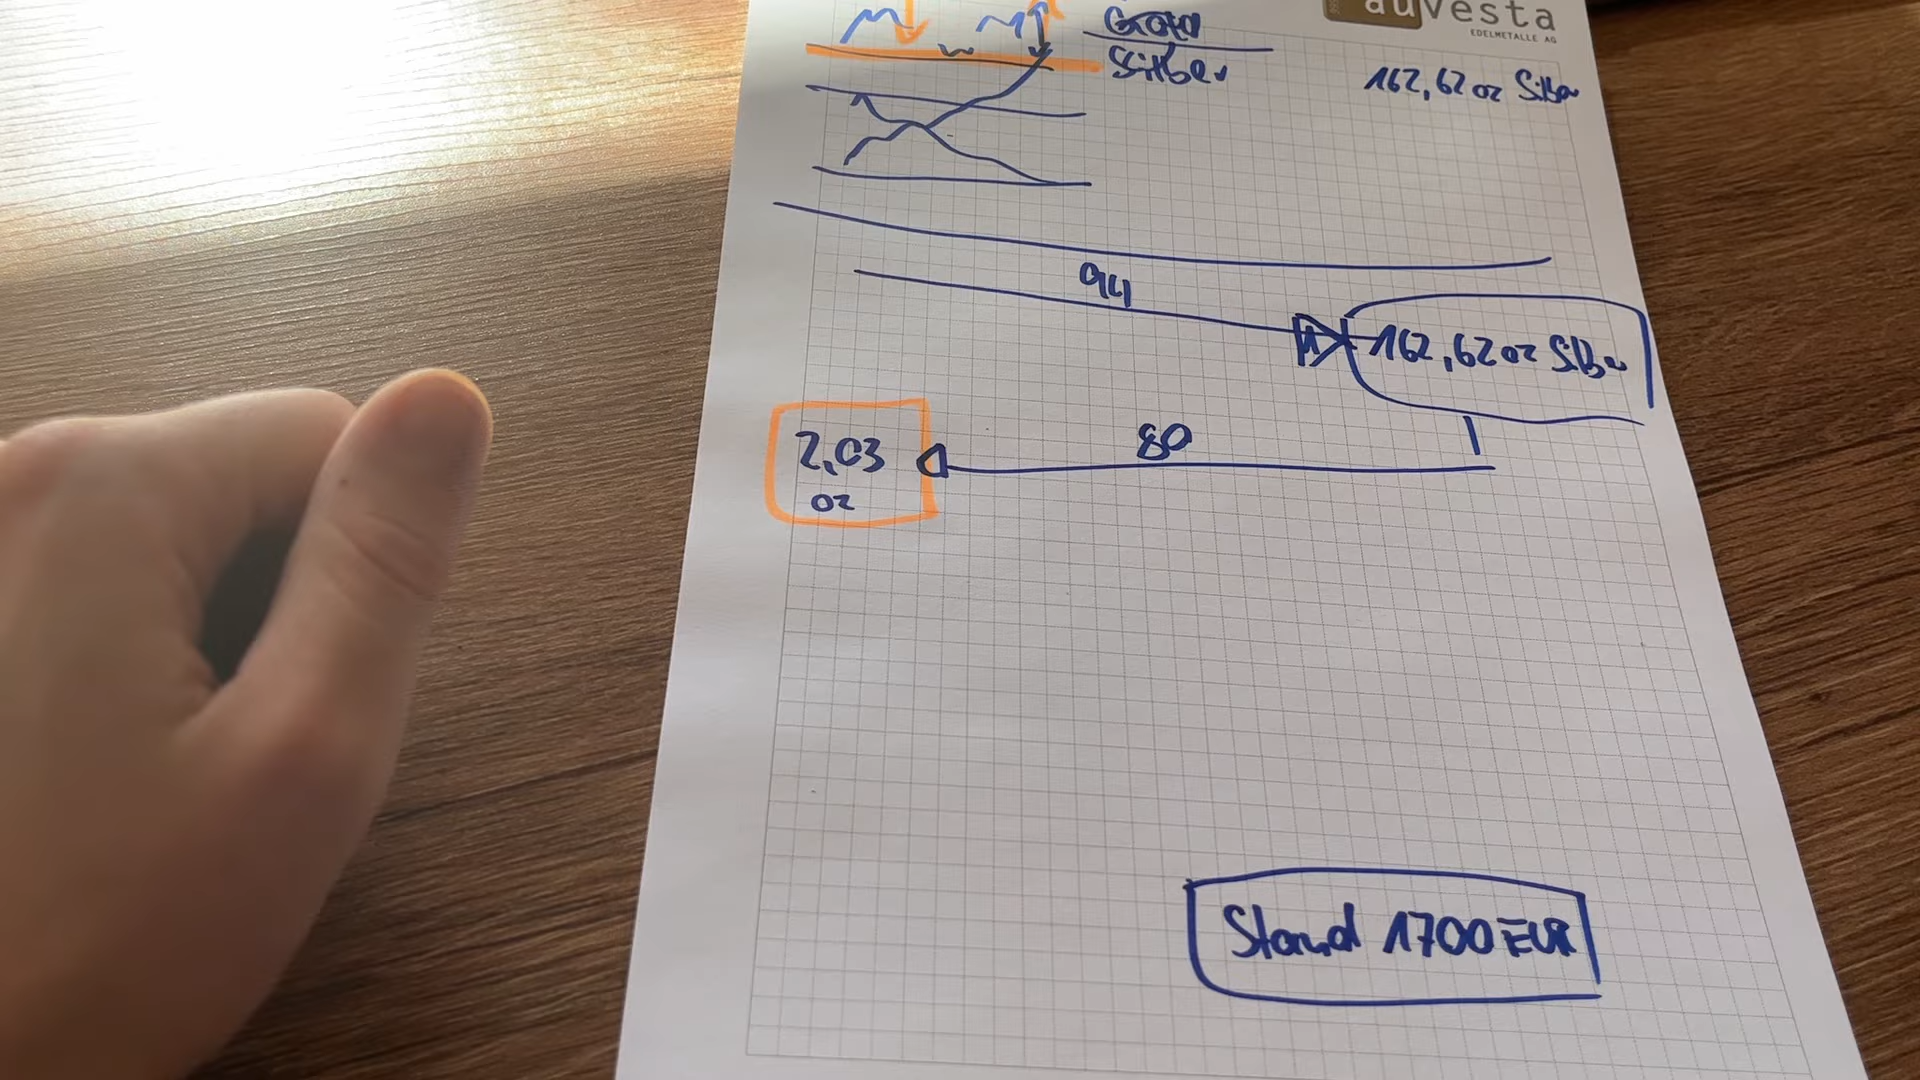 auvesta
EDELMETALLE AG
Gold
Silber
162,62 oz Silber
94
162,62 oz Silber
80
2,03
oz
Stand 1700 EUR